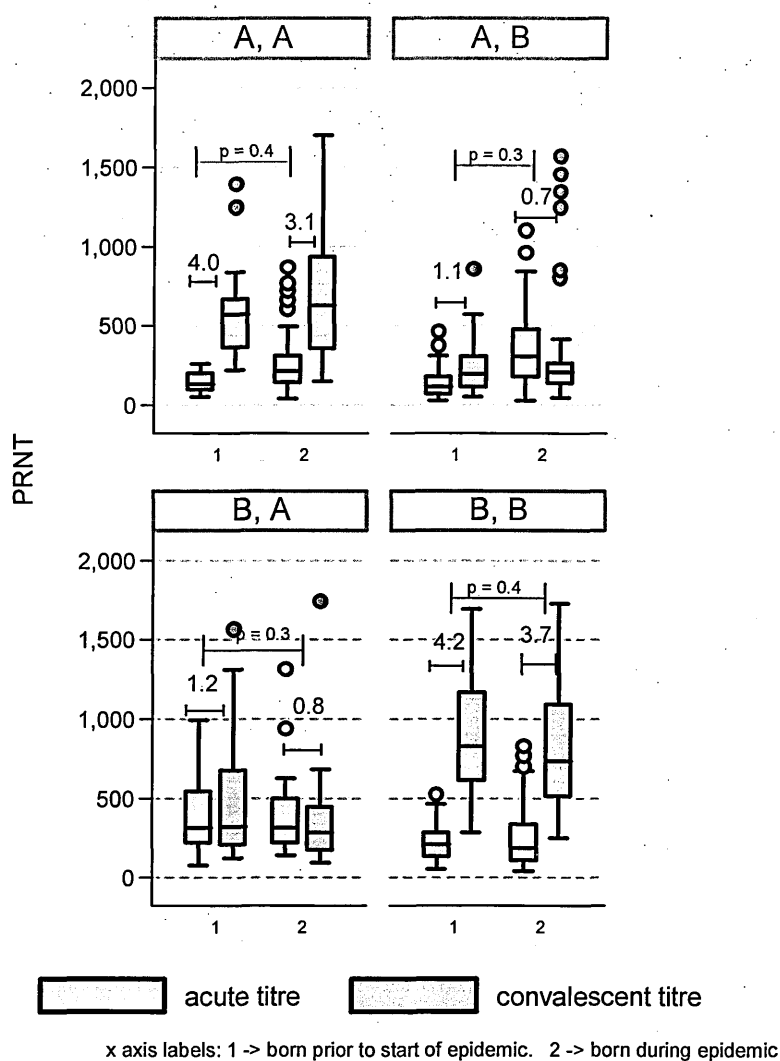 A, A
A, B
2,000
1,500
1,000
500
0
p = 0.4
4.0
3.1
p = 0.3
1.1
0.7
1
2
1
2
PRNT
B, A
B, B
2,000
1,500
1,000
500
0
p = 0.3
1.2
0.8
p = 0.4
4.2
3.7
1
2
1
2
acute titre
convalescent titre
x axis labels: 1 -> born prior to start of epidemic. 2 -> born during epidemic